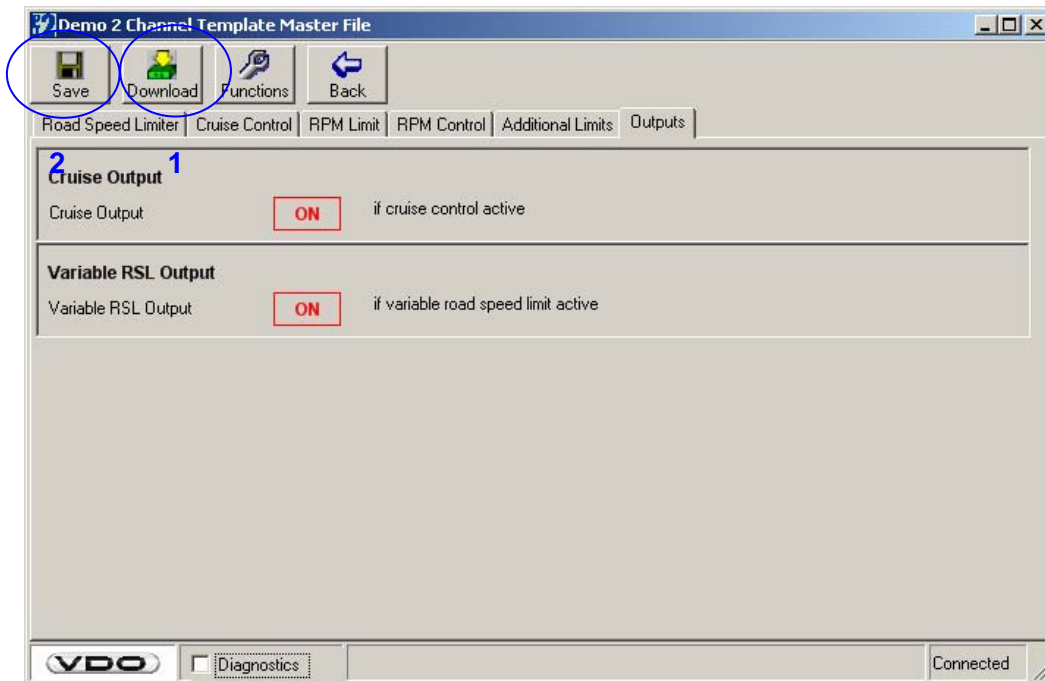 Demo 2 Channel Template Master File
Save Download Functions Back
Road Speed Limiter Cruise Control RPM Limit RPM Control Additional Limits Outputs
2 1
Cruise Output
Cruise Output ON if cruise control active
Variable RSL Output
Variable RSL Output ON if variable road speed limit active
VDO Diagnostics Connected